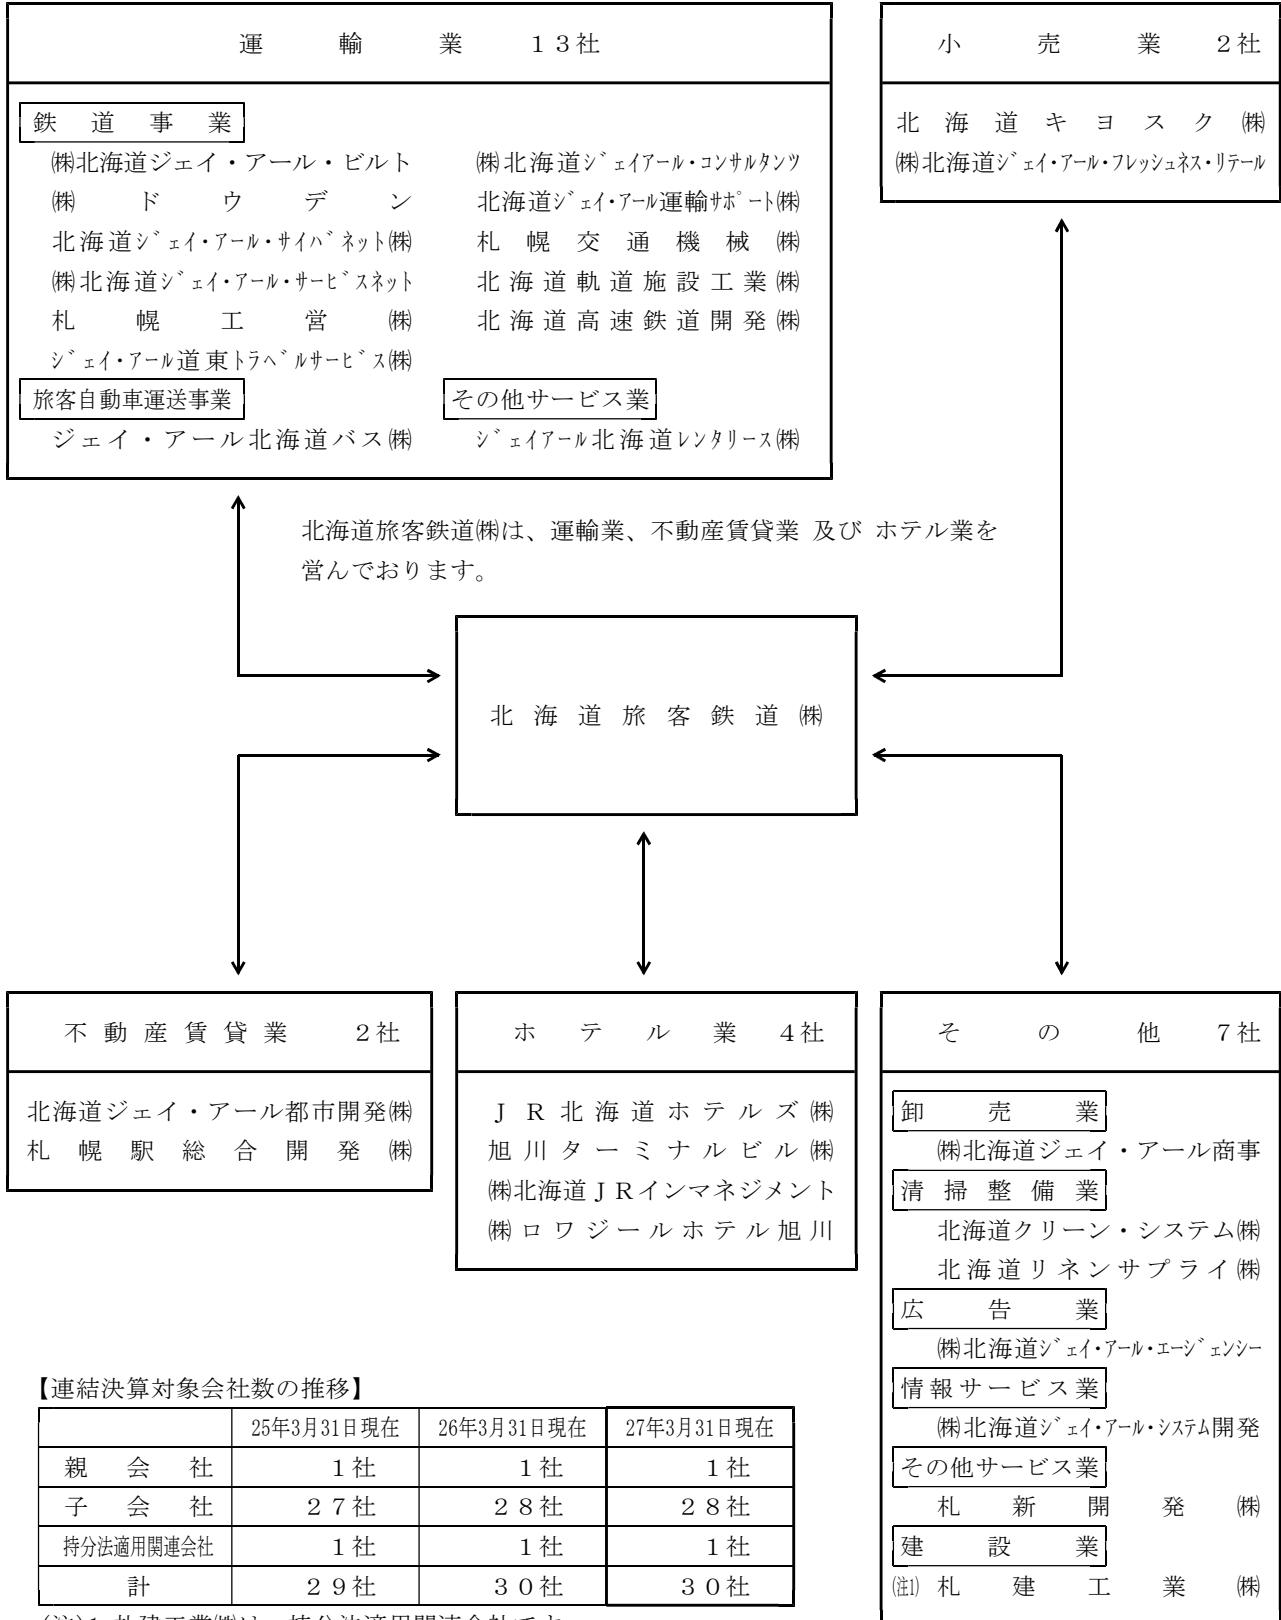 運輸業 13社
鉄道事業
㈱北海道ジェイ・アール・ビルト
㈱北海道ｼﾞｪｲｱｰﾙ・ｺﾝｻﾙﾀﾝﾂ
㈱ドウデン
北海道ｼﾞｪｲ・ｱｰﾙ運輸ｻﾎﾟｰﾄ㈱
北海道ｼﾞｪｲ・ｱｰﾙ・ｻｲﾊﾞﾈｯﾄ㈱
札幌交通機械㈱
㈱北海道ｼﾞｪｲ・ｱｰﾙ・ｻｰﾋﾞｽﾈｯﾄ
北海道軌道施設工業㈱
札幌工営㈱
北海道高速鉄道開発㈱
ｼﾞｪｲ・ｱｰﾙ道東ﾄﾗﾍﾞﾙｻｰﾋﾞｽ㈱
旅客自動車運送事業
ジェイ・アール北海道バス㈱
その他サービス業
ｼﾞｪｲｱｰﾙ北海道ﾚﾝﾀﾘｰｽ㈱
小売業 2社
北海道キヨスク㈱
㈱北海道ｼﾞｪｲ・ｱｰﾙ・ﾌﾚｯｼｭﾈｽ・ﾘﾃｰﾙ
北海道旅客鉄道㈱は、運輸業、不動産賃貸業 及び ホテル業を
営んでおります。
北海道旅客鉄道㈱
不動産賃貸業 2社
北海道ジェイ・アール都市開発㈱
札幌駅総合開発㈱
ホテル業 4社
ＪＲ北海道ホテルズ㈱
旭川ターミナルビル㈱
㈱北海道ＪＲインマネジメント
㈱ロワジールホテル旭川
その他 7社
卸売業
㈱北海道ジェイ・アール商事
清掃整備業
北海道クリーン・システム㈱
北海道リネンサプライ㈱
広告業
㈱北海道ｼﾞｪｲ・ｱｰﾙ・ｴｰｼﾞｪﾝｼｰ
情報サービス業
㈱北海道ｼﾞｪｲ・ｱｰﾙ・ｼｽﾃﾑ開発
その他サービス業
札新開発㈱
建設業
(注1) 札建工業㈱
【連結決算対象会社数の推移】
25年3月31日現在 26年3月31日現在 27年3月31日現在
親会社 1社 1社 1社
子会社 27社 28社 28社
持分法適用関連会社 1社 1社 1社
計 29社 30社 30社
(注)1 札建工業㈱は、持分法適用関連会社です